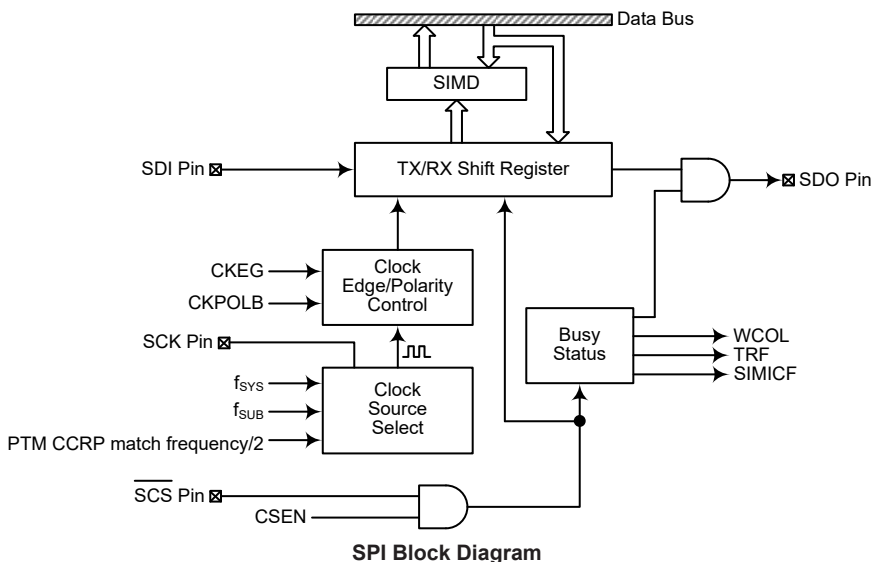 Data Bus
SIMD
SDI Pin
TX/RX Shift Register
SDO Pin
CKEG
CKPOLB
Clock
Edge/Polarity
Control
SCK Pin
Busy
Status
WCOL
TRF
SIMICF
fSYS
fSUB
PTM CCRP match frequency/2
Clock
Source
Select
SCS Pin
CSEN
SPI Block Diagram